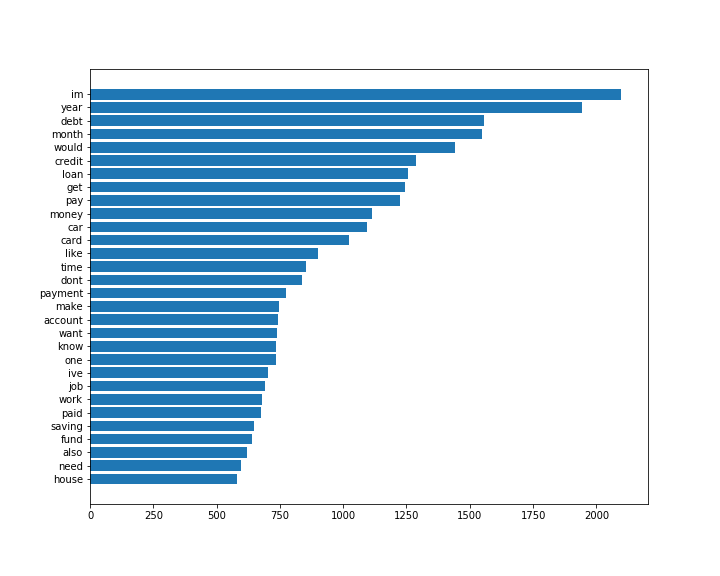 im
year
debt
month
would
credit
loan
get
pay
money
car
card
like
time
dont
payment
make
account
want
know
one
ive
job
work
paid
saving
fund
also
need
house
0 250 500 750 1000 1250 1500 1750 2000